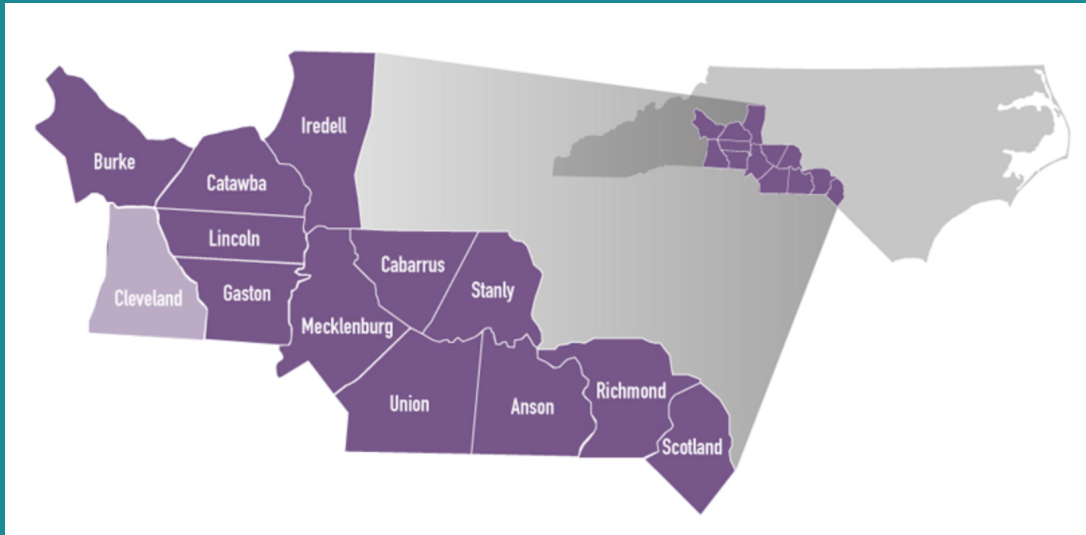 Iredell
Burke
Catawba
Lincoln
Cabarrus
Stanly
Gaston
Cleveland
Mecklenburg
Richmond
Union
Anson
Scotland